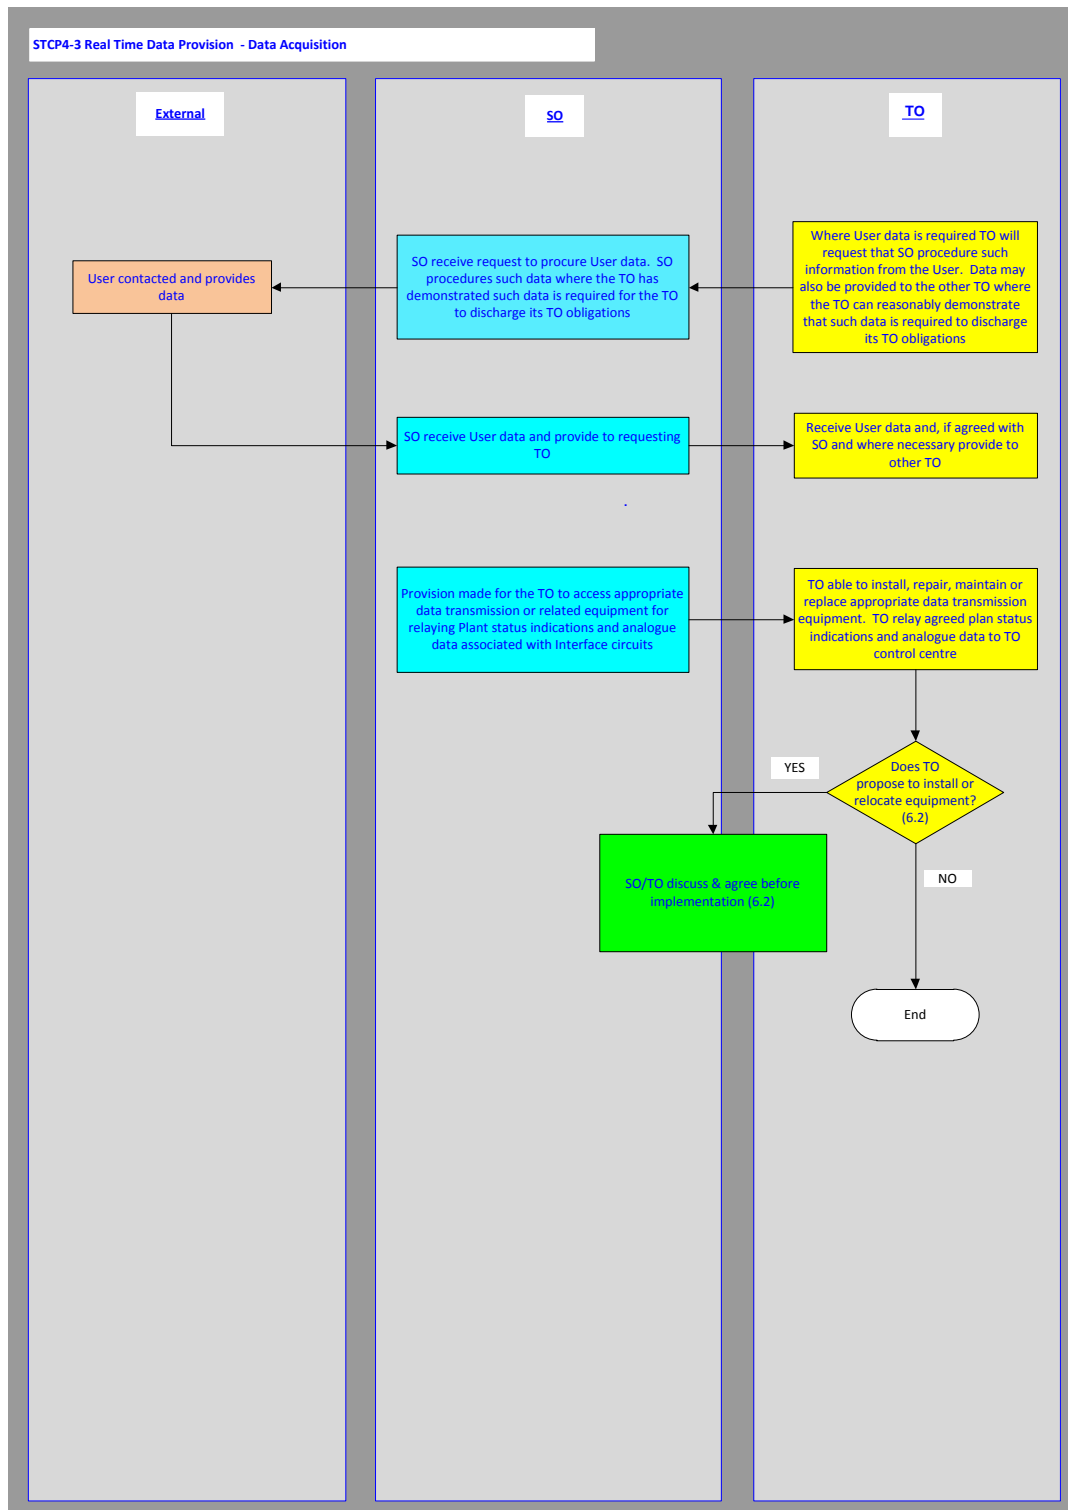 STCP4-3 Real Time Data Provision  - Data Acquisition
External
SO
TO
Where User data is required TO will
request that SO procedure such
information from the User.  Data may
also be provided to the other TO where
the TO can reasonably demonstrate
that such data is required to discharge
its TO obligations
SO receive request to procure User data.  SO
procedures such data where the TO has
demonstrated such data is required for the TO
to discharge its TO obligations
User contacted and provides
data
SO receive User data and provide to requesting
TO
Receive User data and, if agreed with
SO and where necessary provide to
other TO
.
Provision made for the TO to access appropriate
data transmission or related equipment for
relaying Plant status indications and analogue
data associated with Interface circuits
TO able to install, repair, maintain or
replace appropriate data transmission
equipment.  TO relay agreed plan status
indications and analogue data to TO
control centre
Does TO
propose to install or
relocate equipment?
(6.2)
YES
SO/TO discuss & agree before
implementation (6.2)
NO
End